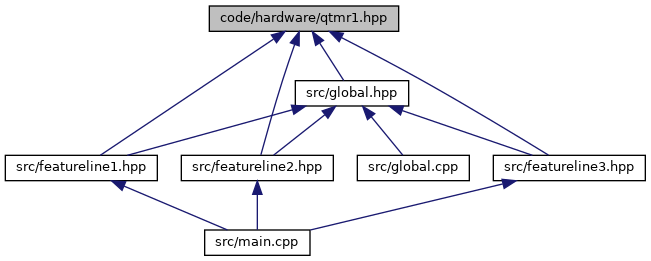 code/hardware/qtmr1.hpp
src/global.hpp
src/featureline1.hpp
src/featureline2.hpp
src/global.cpp
src/featureline3.hpp
src/main.cpp